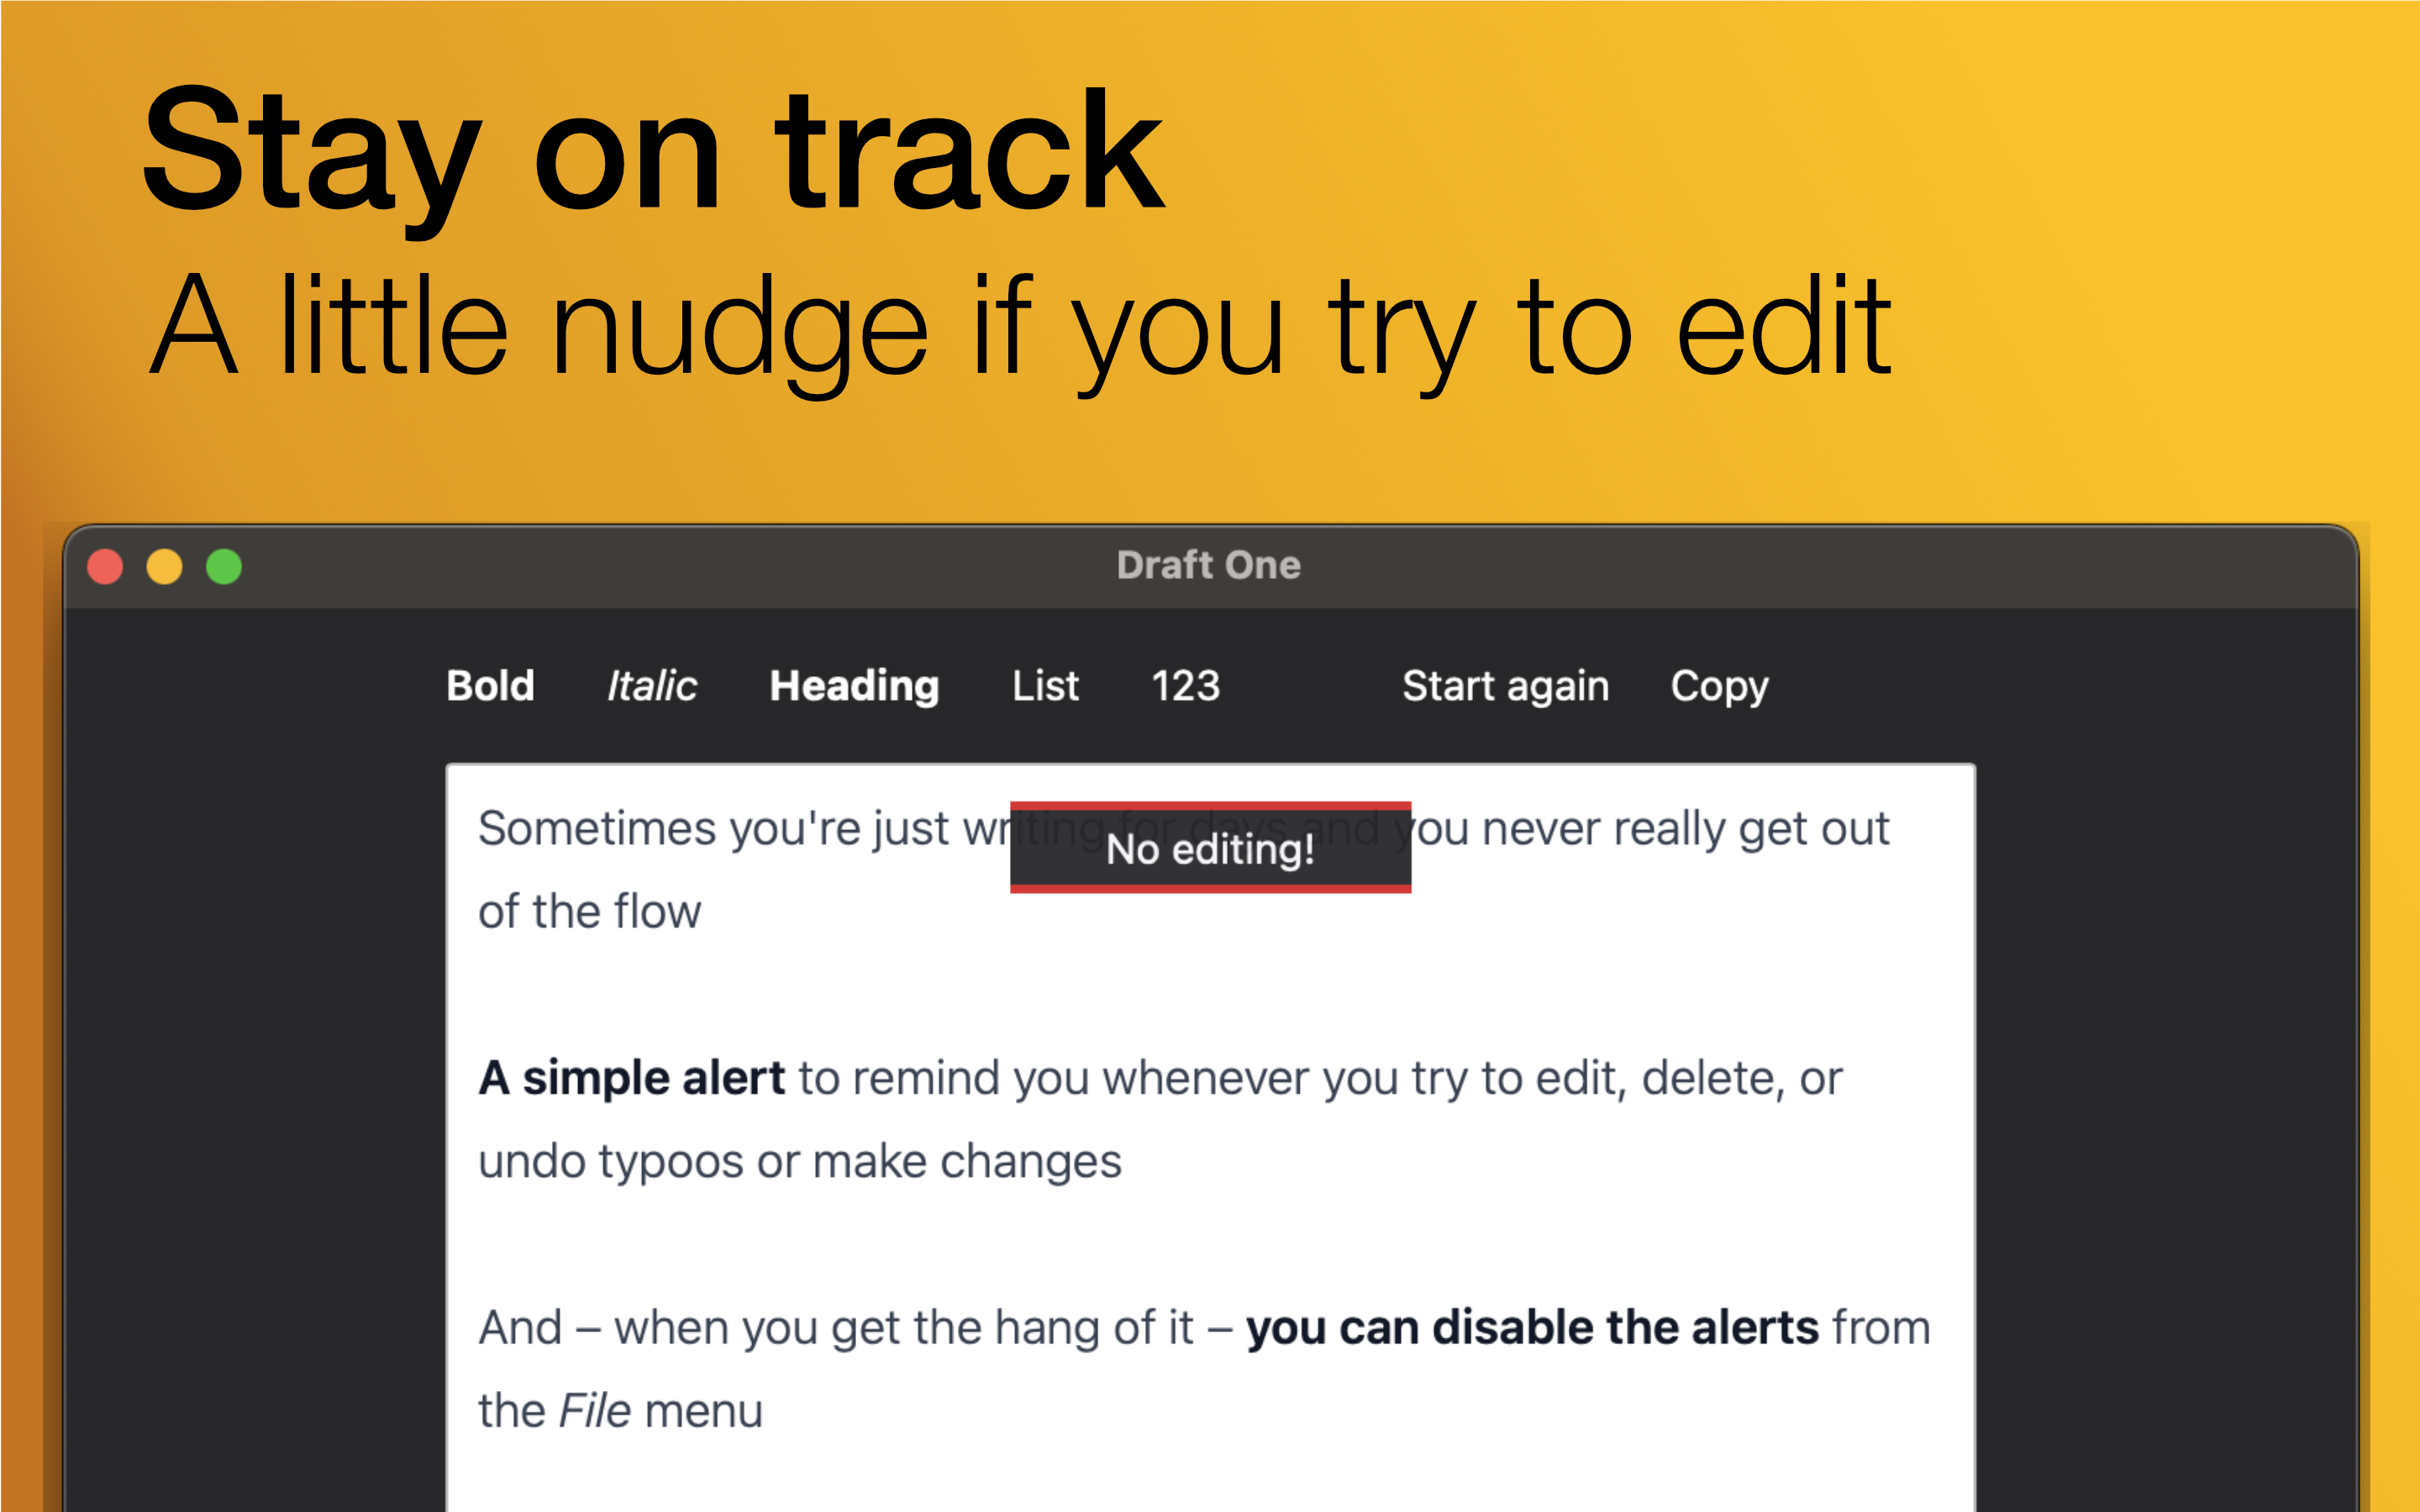 Stay on track
A little nudge if you try to edit
Draft One
Bold Italic Heading List 123 Start again Copy
Sometimes you're just writing for days and you never really get out
No editing!
of the flow
A simple alert to remind you whenever you try to edit, delete, or
undo typoos or make changes
And – when you get the hang of it – you can disable the alerts from
the File menu